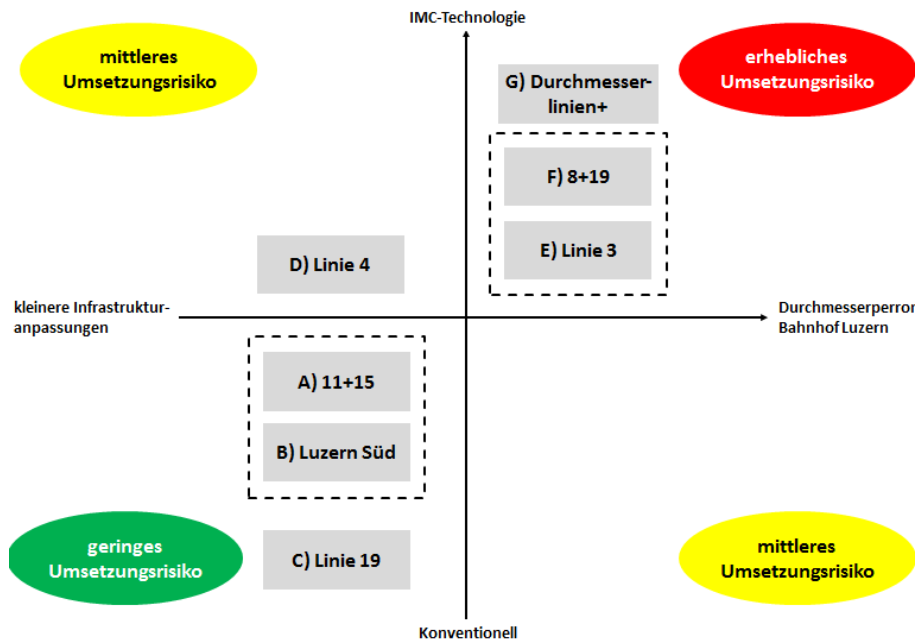 IMC-Technologie
mittleres
Umsetzungsrisiko
erhebliches
Umsetzungsrisiko
G) Durchmesser-
linien+
F) 8+19
E) Linie 3
D) Linie 4
kleinere Infrastruktur-
anpassungen
Durchmesserperron
Bahnhof Luzern
A) 11+15
B) Luzern Süd
geringes
Umsetzungsrisiko
C) Linie 19
mittleres
Umsetzungsrisiko
Konventionell